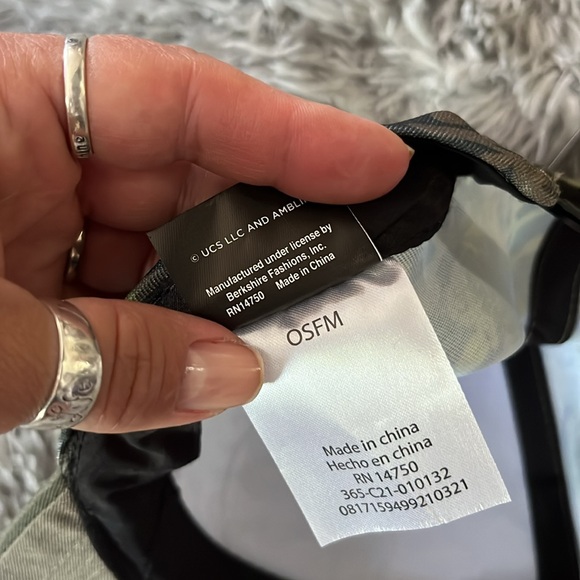 © UCS LLC AND AMBLI
Manufactured under license by
Berkshire Fashions, Inc.
RN14750 Made in China
OSFM
Made in china
Hecho en china
RN 14750
365-C21-010132
0817159499210321